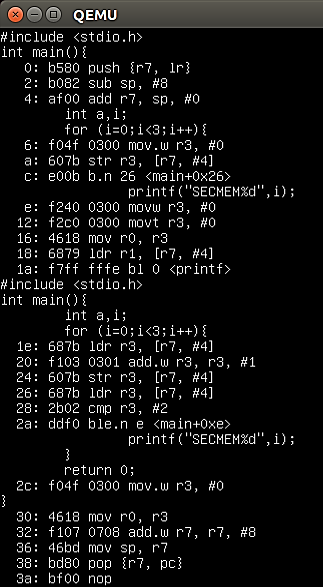 QEMU
#include <stdio.h>
int main(){
0: b580 push {r7, lr}
2: b082 sub sp, #8
4: af00 add r7, sp, #0
int a,i;
for (i=0;i<3;i++){
6: f04f 0300 mov.w r3, #0
a: 607b str r3, [r7, #4]
c: e00b b.n 26 <main+0x26>
printf("SECMEM%d",i);
e: f240 0300 movw r3, #0
12: f2c0 0300 movt r3, #0
16: 4618 mov r0, r3
18: 6879 ldr r1, [r7, #4]
1a: f7ff fffe bl 0 <printf>
#include <stdio.h>
int main(){
int a,i;
for (i=0;i<3;i++){
1e: 687b ldr r3, [r7, #4]
20: f103 0301 add.w r3, r3, #1
24: 607b str r3, [r7, #4]
26: 687b ldr r3, [r7, #4]
28: 2b02 cmp r3, #2
2a: ddf0 ble.n e <main+0xe>
printf("SECMEM%d",i);
}
return 0;
2c: f04f 0300 mov.w r3, #0
}
30: 4618 mov r0, r3
32: f107 0708 add.w r7, r7, #8
36: 46bd mov sp, r7
38: bd80 pop {r7, pc}
3a: bf00 nop